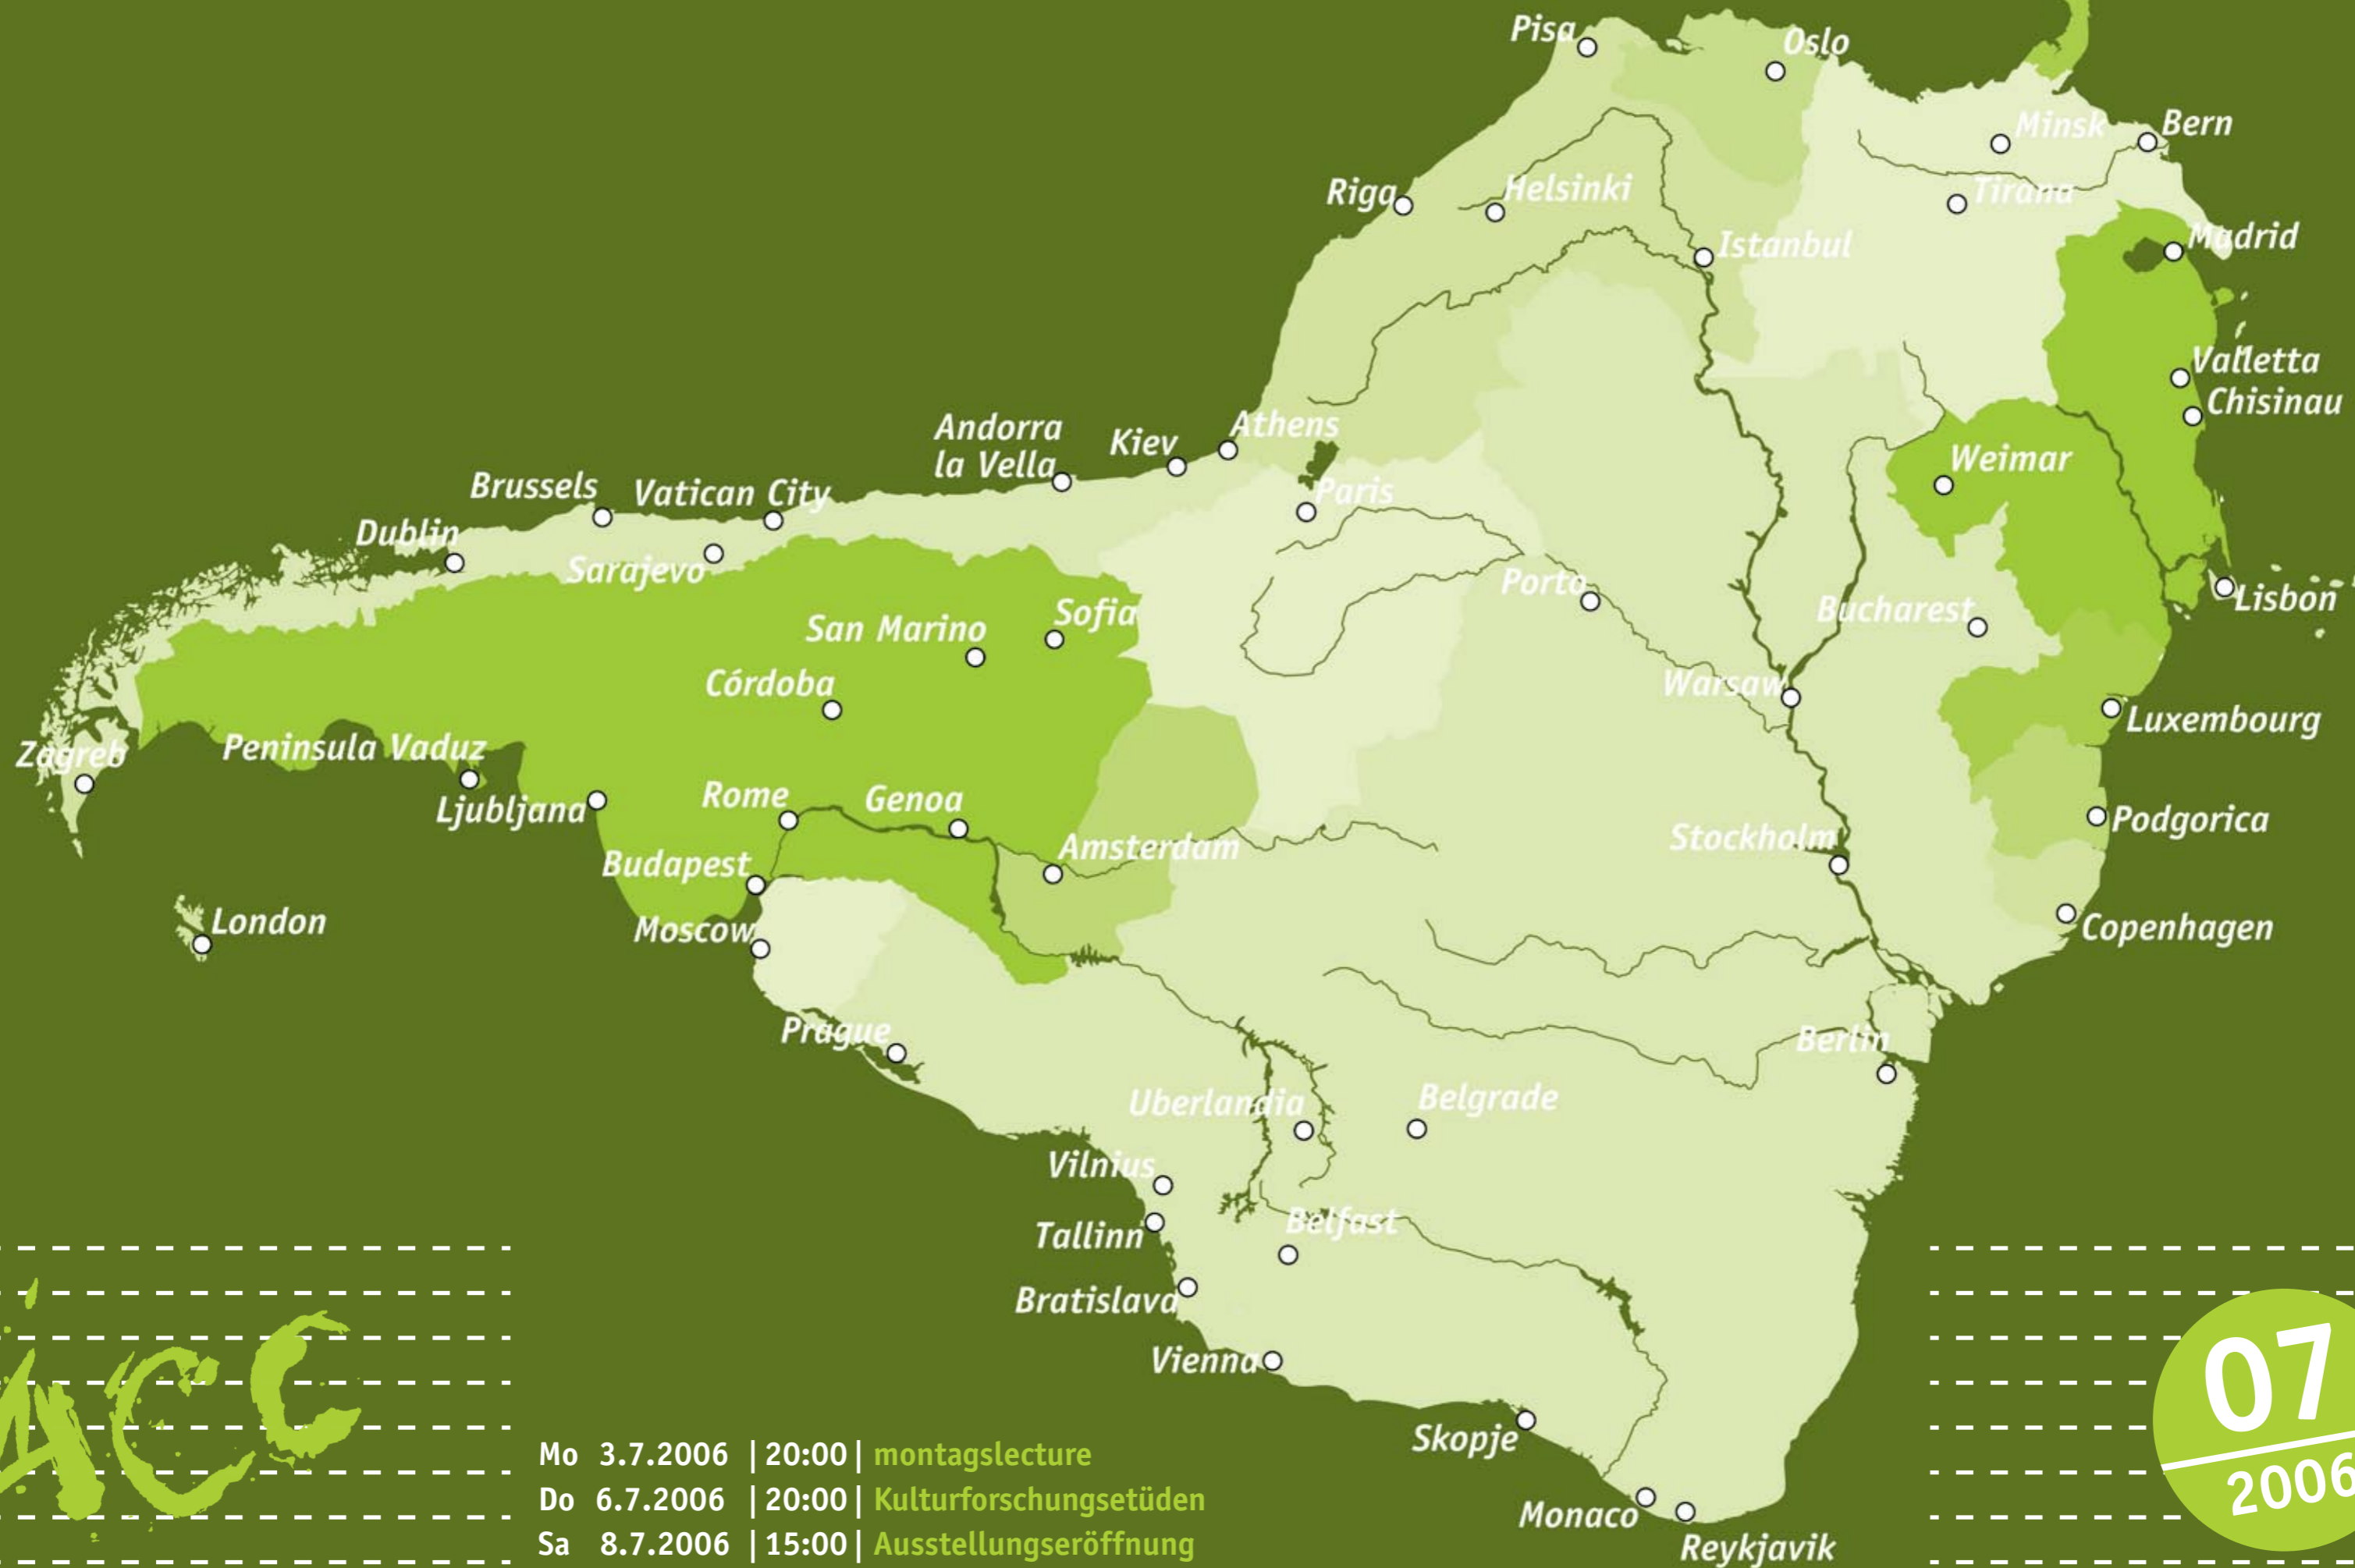 Pisa
Oslo
Minsk
Bern
Riga
Helsinki
Tirana
Istanbul
Madrid
Valletta
Chisinau
Andorra
la Vella
Kiev
Athens
Weimar
Brussels
Vatican City
Paris
Dublin
Sarajevo
Porto
Bucharest
Lisbon
San Marino
Sofia
Córdoba
Warsaw
Luxembourg
Zagreb
Peninsula Vaduz
Ljubljana
Rome
Genoa
Podgorica
Budapest
Amsterdam
Stockholm
London
Moscow
Copenhagen
Prague
Berlin
Uberlandia
Belgrade
Vilnius
Tallinn
Belfast
Bratislava
Vienna
Skopje
Monaco
Reykjavik
ACC
Mo 3.7.2006 | 20:00 | montagslecture
Do 6.7.2006 | 20:00 | Kulturforschungsetüden
Sa 8.7.2006 | 15:00 | Ausstellungseröffnung
07
2006